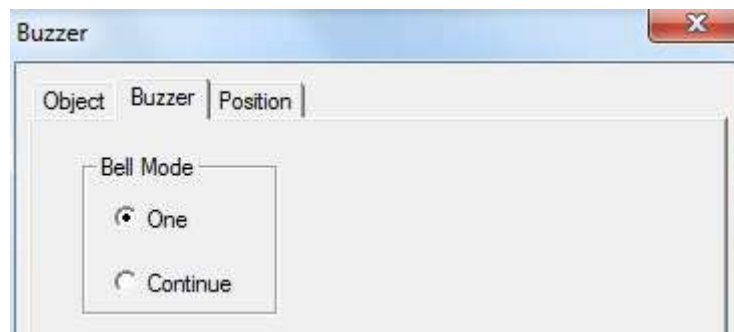 Buzzer
Object Buzzer Position
Bell Mode
One
Continue